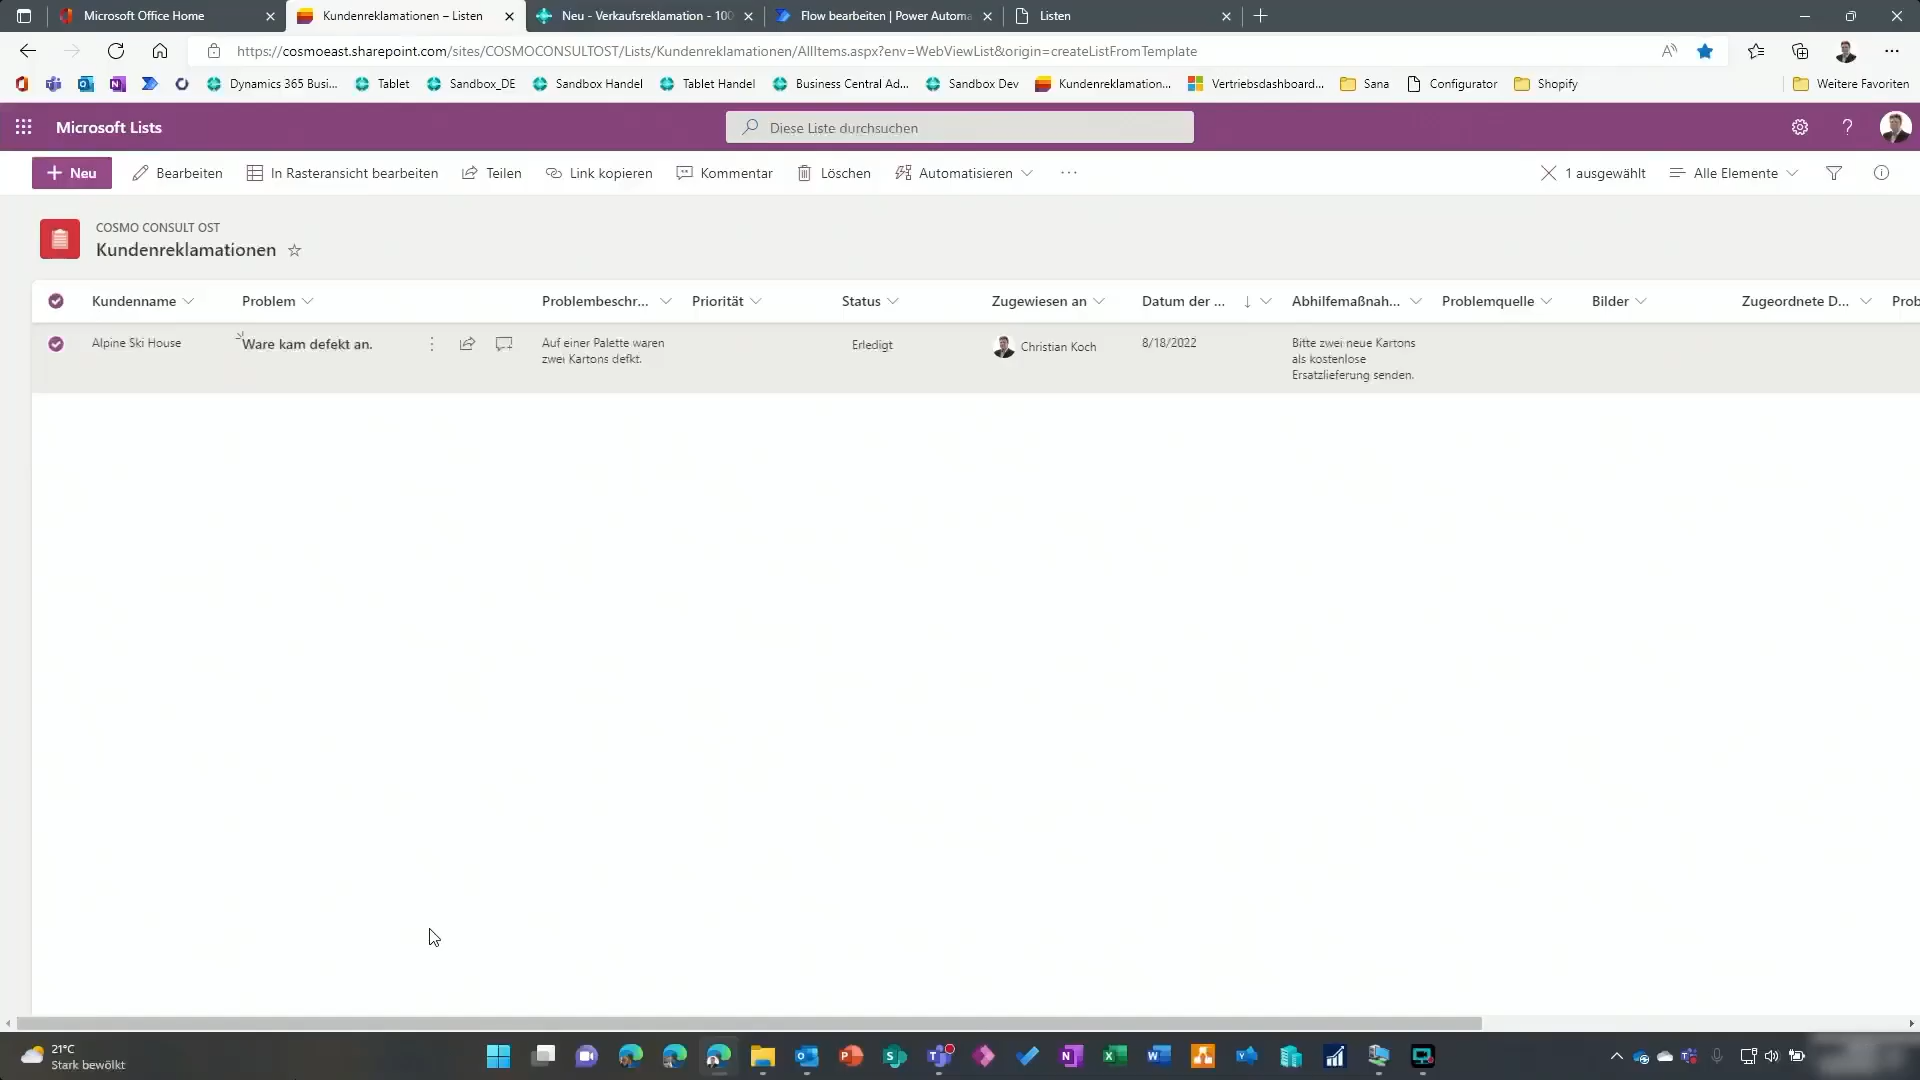 Microsoft Office Home
Kundenreklamationen – Listen
Neu - Verkaufsreklamation - 100
Flow bearbeiten | Power Automa
Listen
https://cosmoeast.sharepoint.com/sites/COSMOCONSULTOST/Lists/Kundenreklamationen/AllItems.aspx?env=WebViewList&origin=createListFromTemplate
Dynamics 365 Busi...
Tablet
Sandbox_DE
Sandbox Handel
Tablet Handel
Business Central Ad...
Sandbox Dev
Kundenreklamation...
Vertriebsdashboard...
Sana
Configurator
Shopify
Weitere Favoriten
Microsoft Lists
Diese Liste durchsuchen
Neu
Bearbeiten
In Rasteransicht bearbeiten
Teilen
Link kopieren
Kommentar
Löschen
Automatisieren
1 ausgewählt
Alle Elemente
COSMO CONSULT OST
Kundenreklamationen
Kundenname
Problem
Problembeschr...
Priorität
Status
Zugewiesen an
Datum der ...
Abhilfemaßnah...
Problemquelle
Bilder
Zugeordnete D...
Prob
Alpine Ski House
Ware kam defekt an.
Auf einer Palette waren
zwei Kartons defkt.
Erledigt
Christian Koch
8/18/2022
Bitte zwei neue Kartons
als kostenlose
Ersatzlieferung senden.
21°C
Stark bewölkt